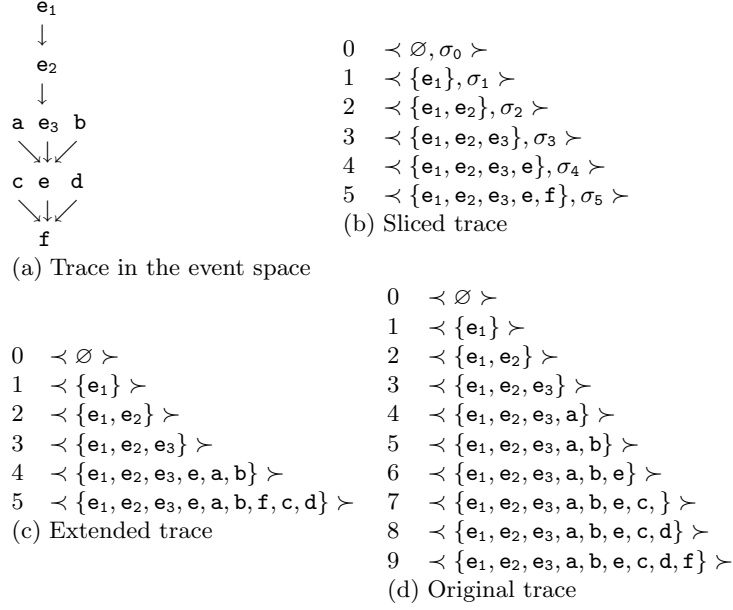 e₁
↓
e₂
↓
a e₃ b
↘↓↙
c e d
↘↓↙
f
(a) Trace in the event space
0 ≺ ∅, σ₀ ≻
1 ≺ {e₁}, σ₁ ≻
2 ≺ {e₁, e₂}, σ₂ ≻
3 ≺ {e₁, e₂, e₃}, σ₃ ≻
4 ≺ {e₁, e₂, e₃, e}, σ₄ ≻
5 ≺ {e₁, e₂, e₃, e, f}, σ₅ ≻
(b) Sliced trace
0 ≺ ∅ ≻
1 ≺ {e₁} ≻
2 ≺ {e₁, e₂} ≻
3 ≺ {e₁, e₂, e₃} ≻
4 ≺ {e₁, e₂, e₃, e, a, b} ≻
5 ≺ {e₁, e₂, e₃, e, a, b, f, c, d} ≻
(c) Extended trace
0 ≺ ∅ ≻
1 ≺ {e₁} ≻
2 ≺ {e₁, e₂} ≻
3 ≺ {e₁, e₂, e₃} ≻
4 ≺ {e₁, e₂, e₃, a} ≻
5 ≺ {e₁, e₂, e₃, a, b} ≻
6 ≺ {e₁, e₂, e₃, a, b, e} ≻
7 ≺ {e₁, e₂, e₃, a, b, e, c, } ≻
8 ≺ {e₁, e₂, e₃, a, b, e, c, d} ≻
9 ≺ {e₁, e₂, e₃, a, b, e, c, d, f} ≻
(d) Original trace